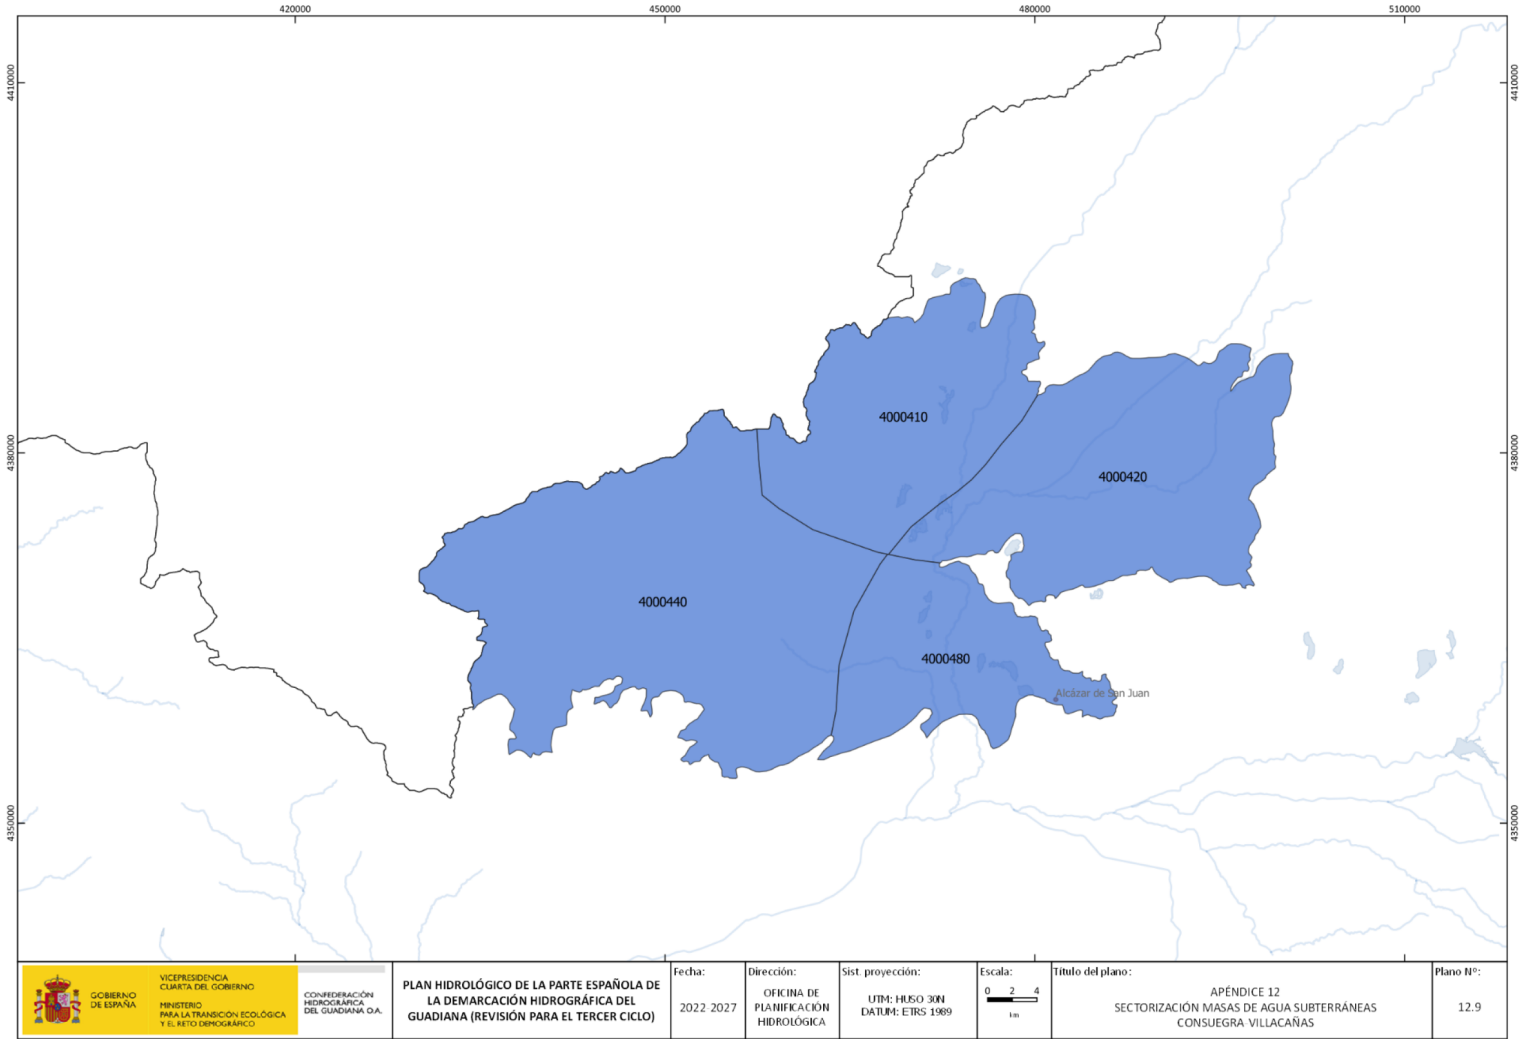 420000
450000
480000
510000
4410000
4410000
4380000
4380000
4350000
4350000
4000410
4000420
4000440
4000480
Alcázar de San Juan
GOBIERNO
DE ESPAÑA
VICEPRESIDENCIA
CUARTA DEL GOBIERNO
MINISTERIO
PARA LA TRANSICIÓN ECOLÓGICA
Y EL RETO DEMOGRÁFICO
CONFEDERACIÓN
HIDROGRÁFICA
DEL GUADIANA O.A.
PLAN HIDROLÓGICO DE LA PARTE ESPAÑOLA DE
LA DEMARCACIÓN HIDROGRÁFICA DEL
GUADIANA (REVISIÓN PARA EL TERCER CICLO)
Fecha:
2022-2027
Dirección:
OFICINA DE
PLANIFICACIÓN
HIDROLÓGICA
Sist. proyección:
UTM: HUSO 30N
DATUM: ETRS 1989
Escala:
0 2 4
km
Título del plano:
APÉNDICE 12
SECTORIZACIÓN MASAS DE AGUA SUBTERRÁNEAS
CONSUEGRA-VILLACAÑAS
Plano Nº:
12.9